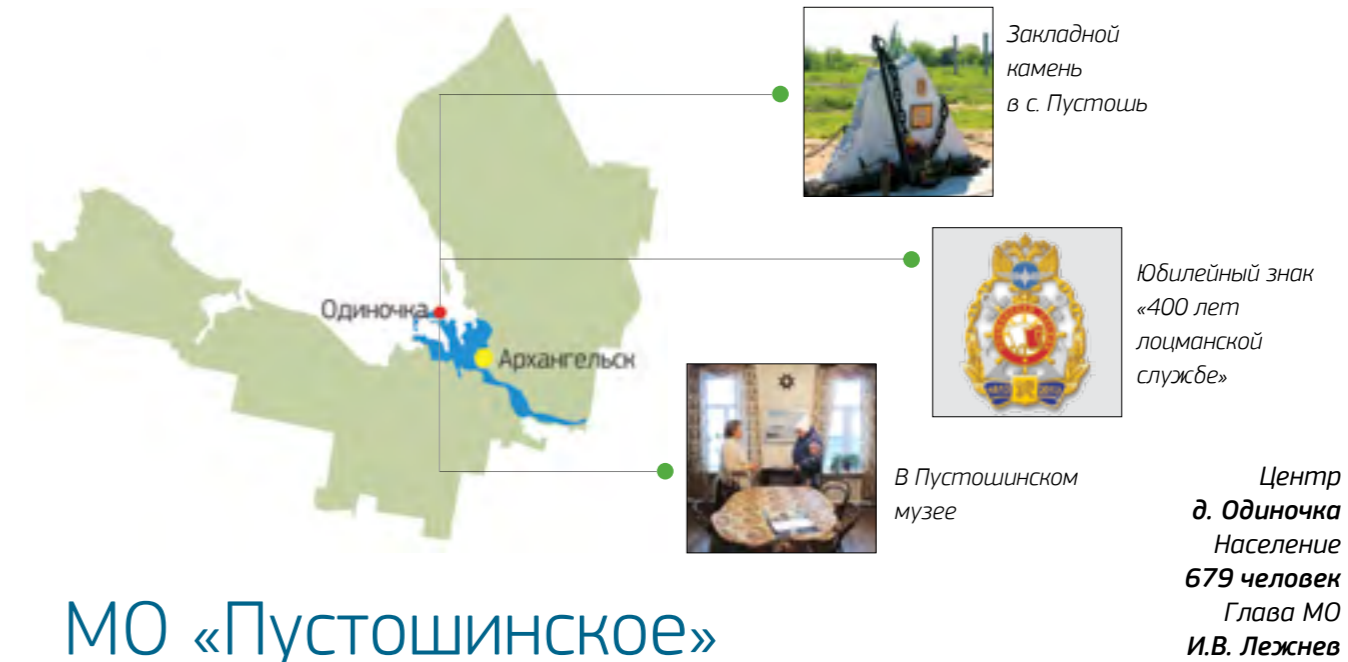 Закладной
камень
в с. Пустошь
Юбилейный знак
«400 лет
лоцманской
службе»
Одиночка
Архангельск
В Пустошинском
музее
Центр
д. Одиночка
Население
679 человек
Глава МО
И.В. Лежнев
МО «Пустошинское»